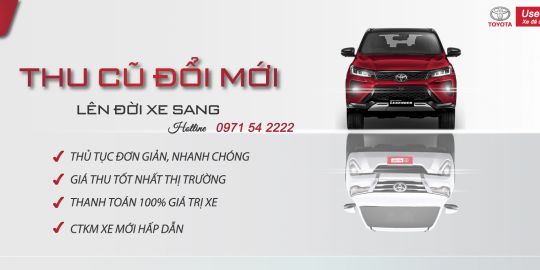 TOYOTA
THU CŨ ĐỔI MỚI
LÊN ĐỜI XE SANG
Hotline 0971 54 2222
✓ THỦ TỤC ĐƠN GIẢN, NHANH CHÓNG
✓ GIÁ THU TỐT NHẤT THỊ TRƯỜNG
✓ THANH TOÁN 100% GIÁ TRỊ XE
✓ CTKM XE MỚI HẤP DẪN